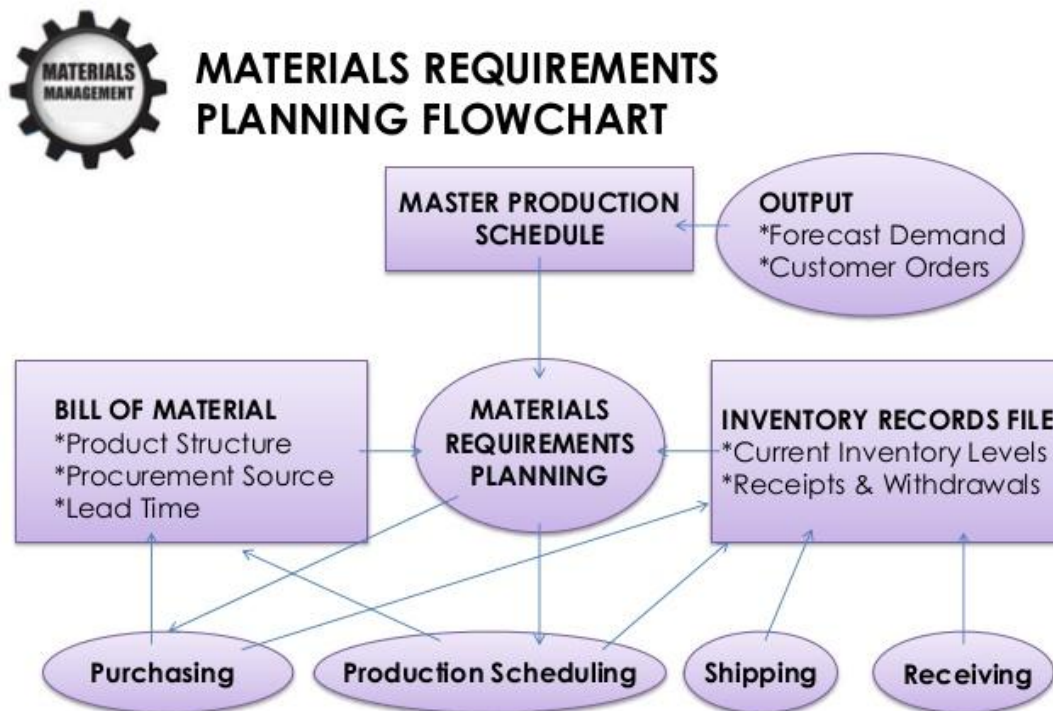 MATERIALS
MANAGEMENT
MATERIALS REQUIREMENTS
PLANNING FLOWCHART
MASTER PRODUCTION
SCHEDULE
OUTPUT
*Forecast Demand
*Customer Orders
BILL OF MATERIAL
*Product Structure
*Procurement Source
*Lead Time
MATERIALS
REQUIREMENTS
PLANNING
INVENTORY RECORDS FILE
*Current Inventory Levels
*Receipts & Withdrawals
Purchasing
Production Scheduling
Shipping
Receiving